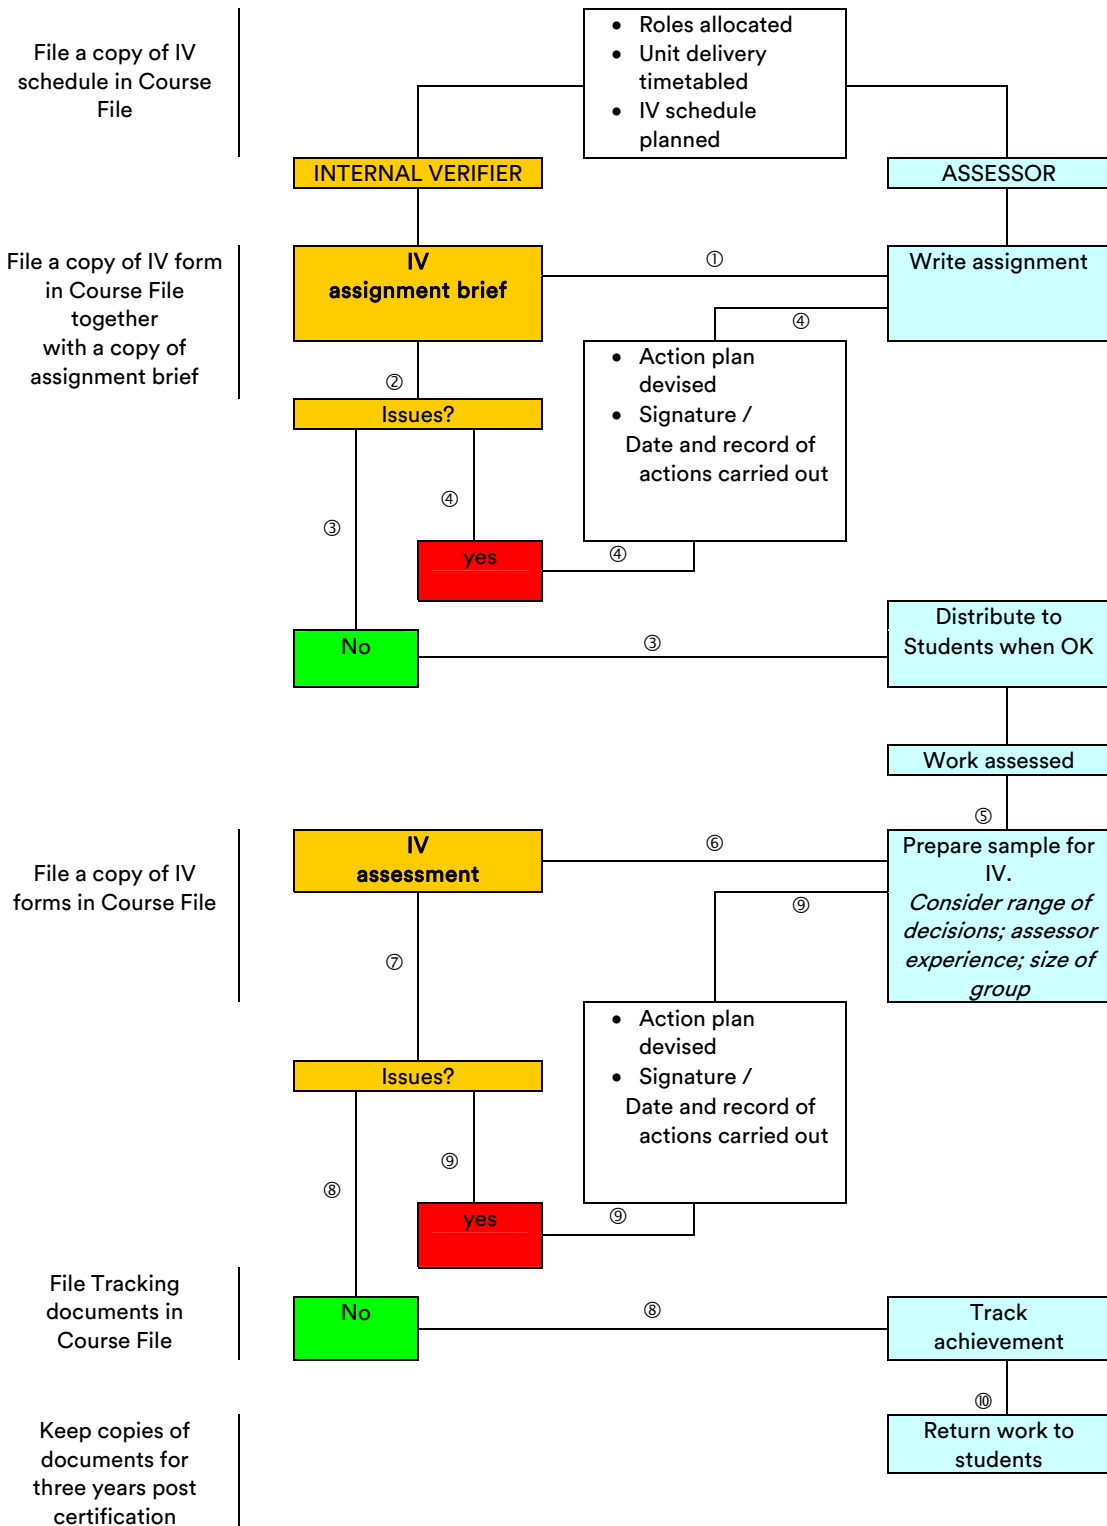 File a copy of IV
schedule in Course
File
• Roles allocated
• Unit delivery
timetabled
• IV schedule
planned
INTERNAL VERIFIER
ASSESSOR
File a copy of IV form
in Course File
together
with a copy of
assignment brief
IV
assignment brief
①
Write assignment
④
②
Issues?
• Action plan
devised
• Signature /
Date and record of
actions carried out
③
④
yes
④
No
③
Distribute to
Students when OK
Work assessed
⑤
File a copy of IV
forms in Course File
IV
assessment
⑥
Prepare sample for
IV.
Consider range of
decisions; assessor
experience; size of
group
⑨
⑦
Issues?
• Action plan
devised
• Signature /
Date and record of
actions carried out
⑧
⑨
yes
⑨
File Tracking
documents in
Course File
No
⑧
Track
achievement
⑩
Keep copies of
documents for
three years post
certification
Return work to
students